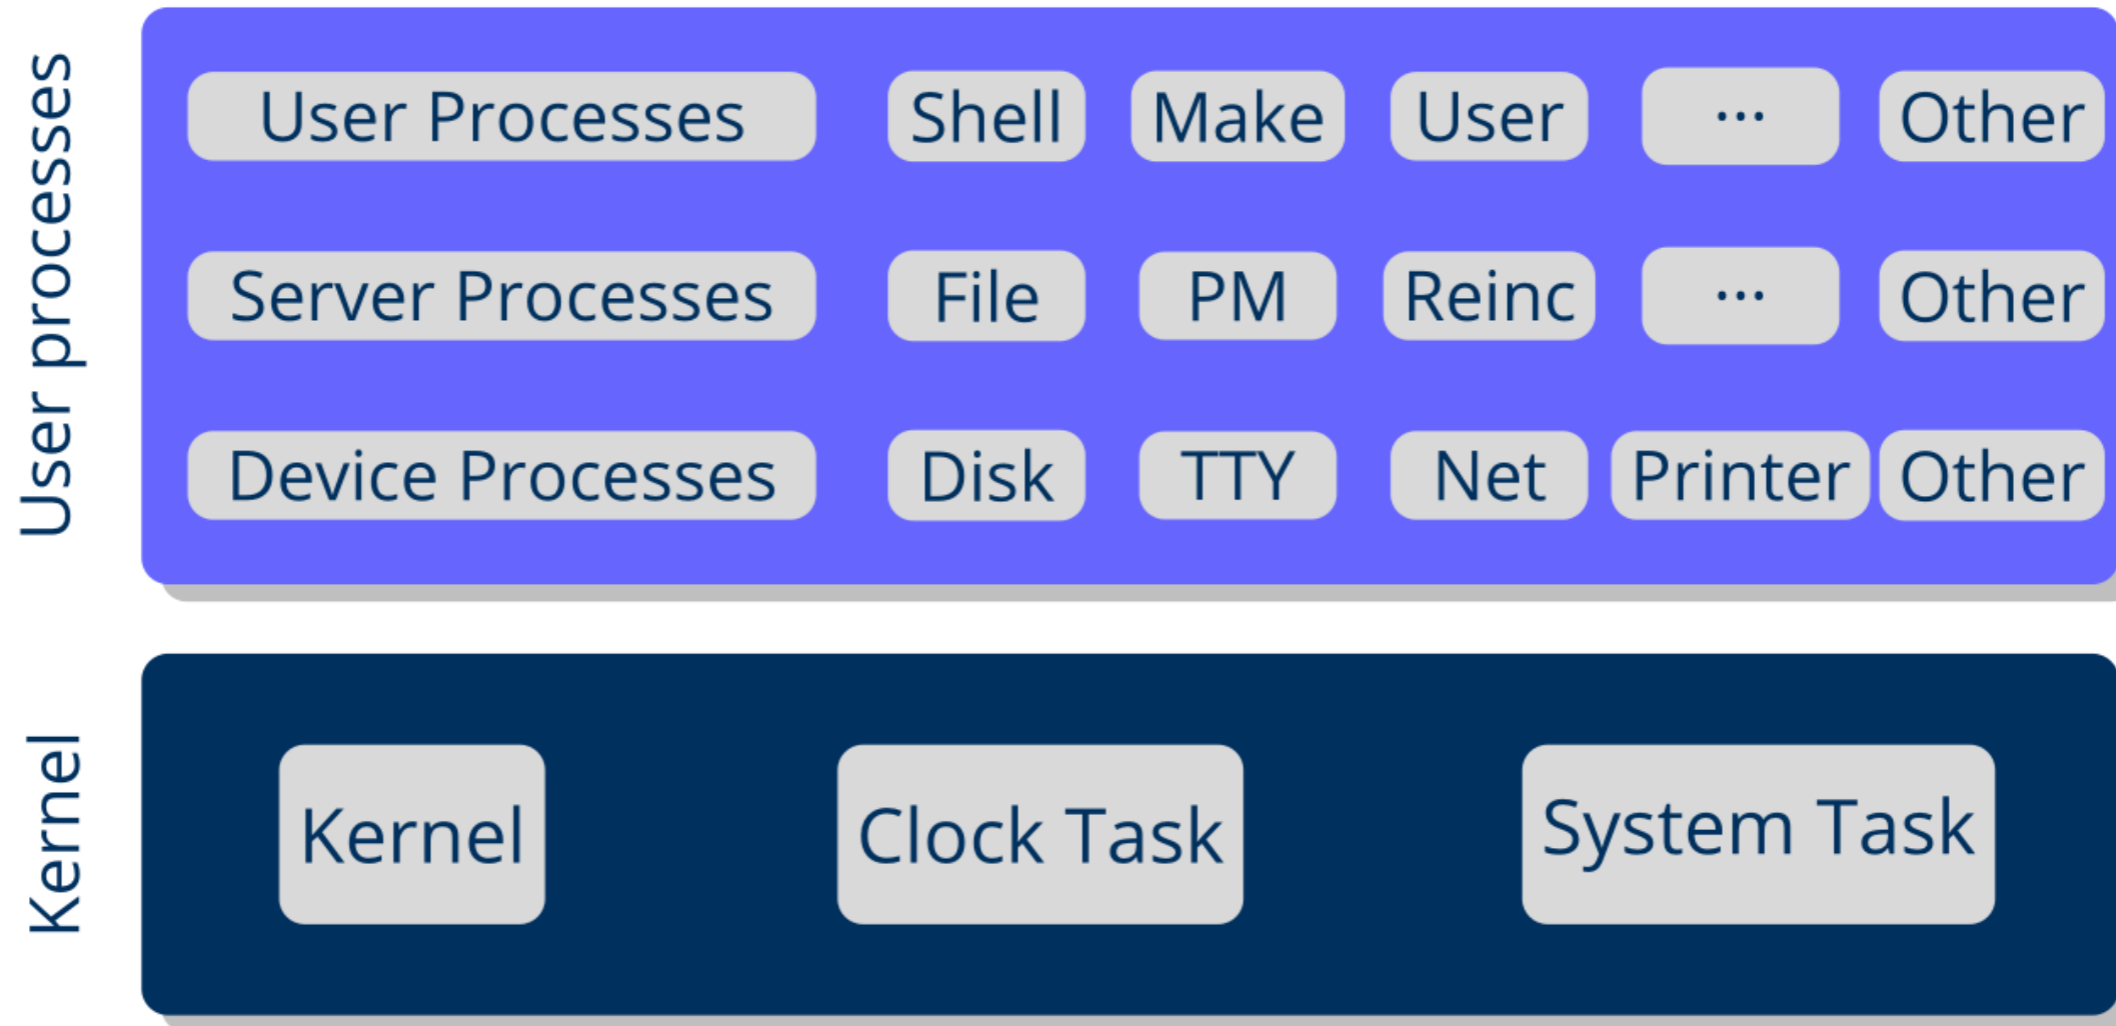 User processes
User Processes Shell Make User ... Other
Server Processes File PM Reinc ... Other
Device Processes Disk TTY Net Printer Other
Kernel
Kernel Clock Task System Task